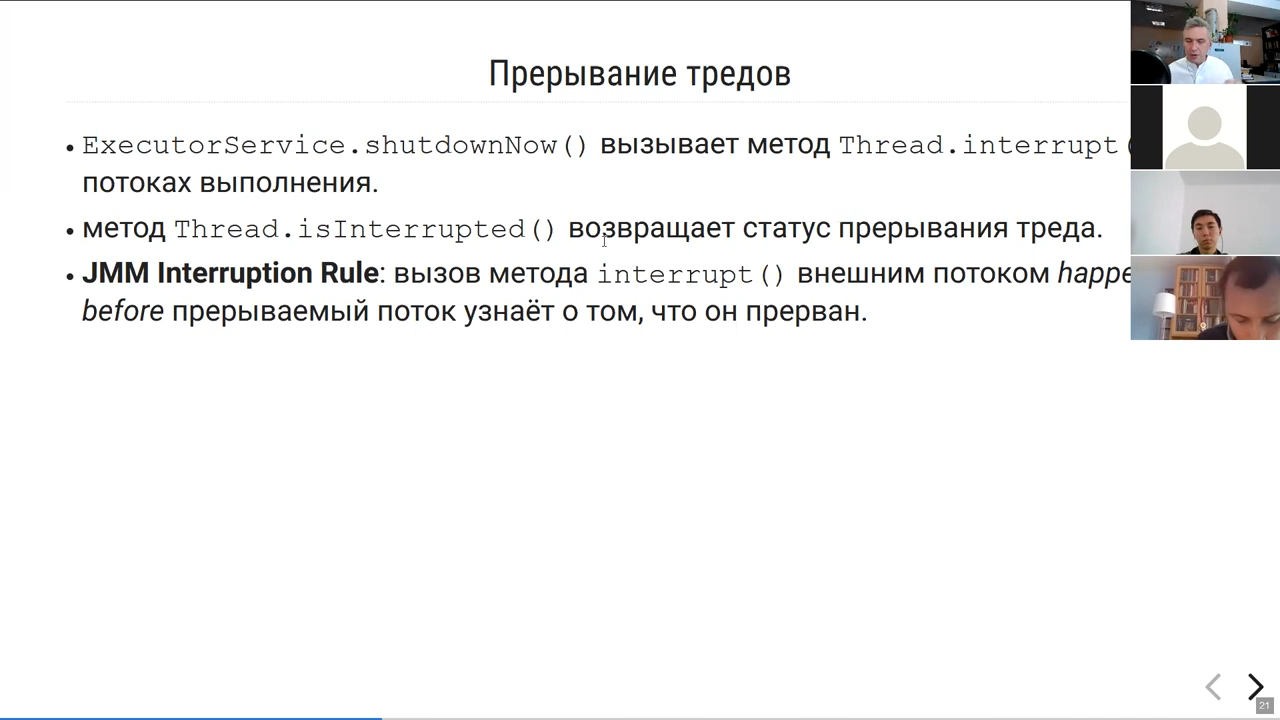 Прерывание тредов
• ExecutorService.shutdownNow() вызывает метод Thread.interrupt(
потоках выполнения.
• метод Thread.isInterrupted() возвращает статус прерывания треда.
• JMM Interruption Rule: вызов метода interrupt() внешним потоком happe
before прерываемый поток узнаёт о том, что он прерван.
21